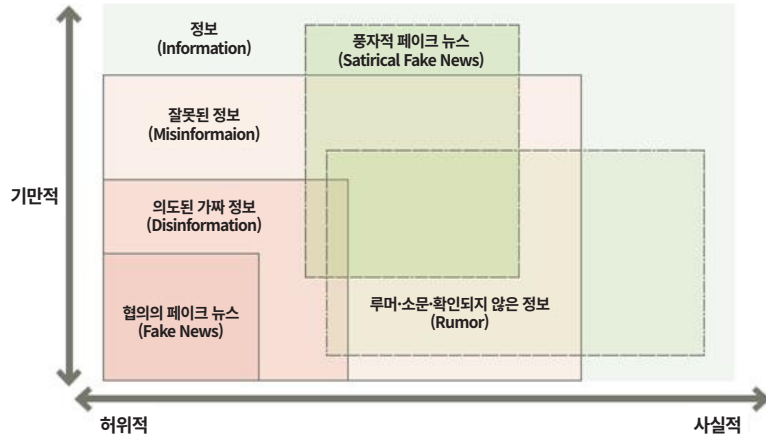 정보
(Information)
풍자적 페이크 뉴스
(Satirical Fake News)
잘못된 정보
(Misinformaion)
기만적
의도된 가짜 정보
(Disinformation)
협의의 페이크 뉴스
(Fake News)
루머·소문·확인되지 않은 정보
(Rumor)
허위적
사실적